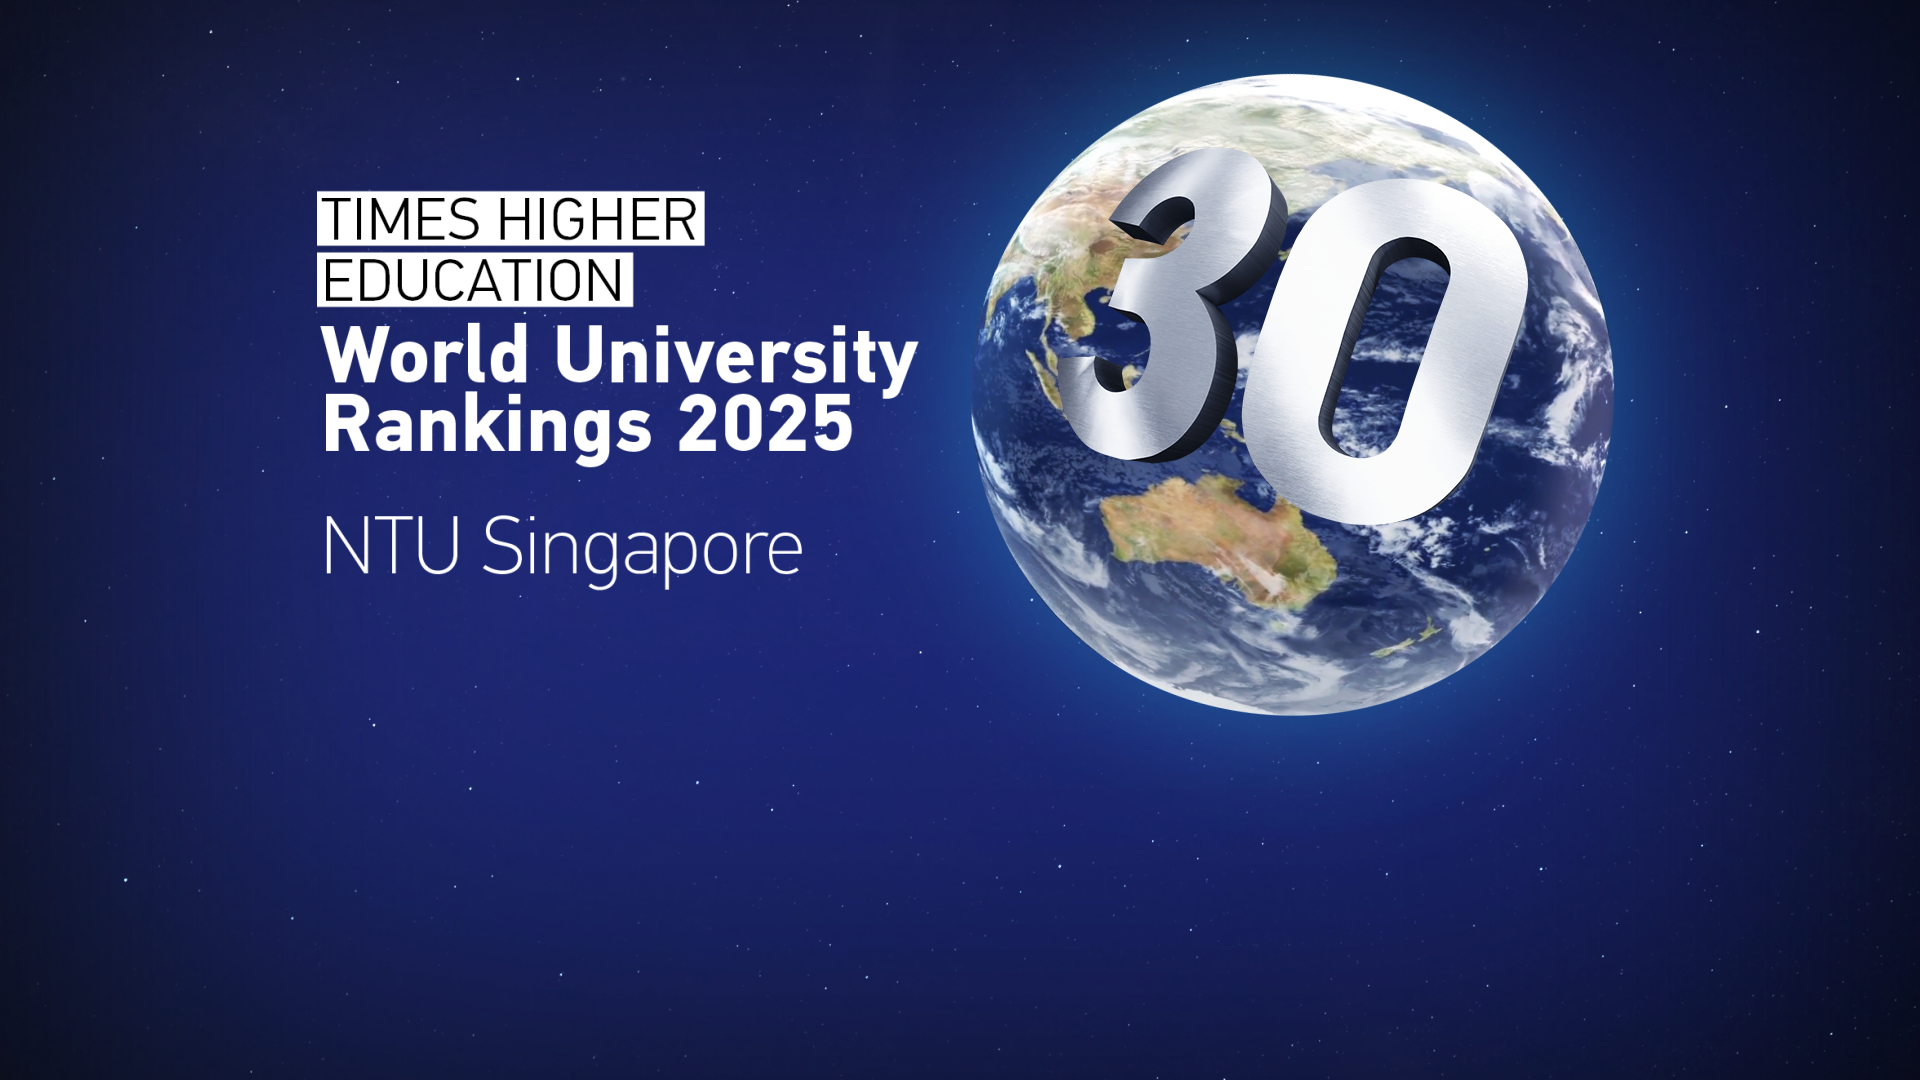 TIMES HIGHER
EDUCATION
World University
Rankings 2025
NTU Singapore
30